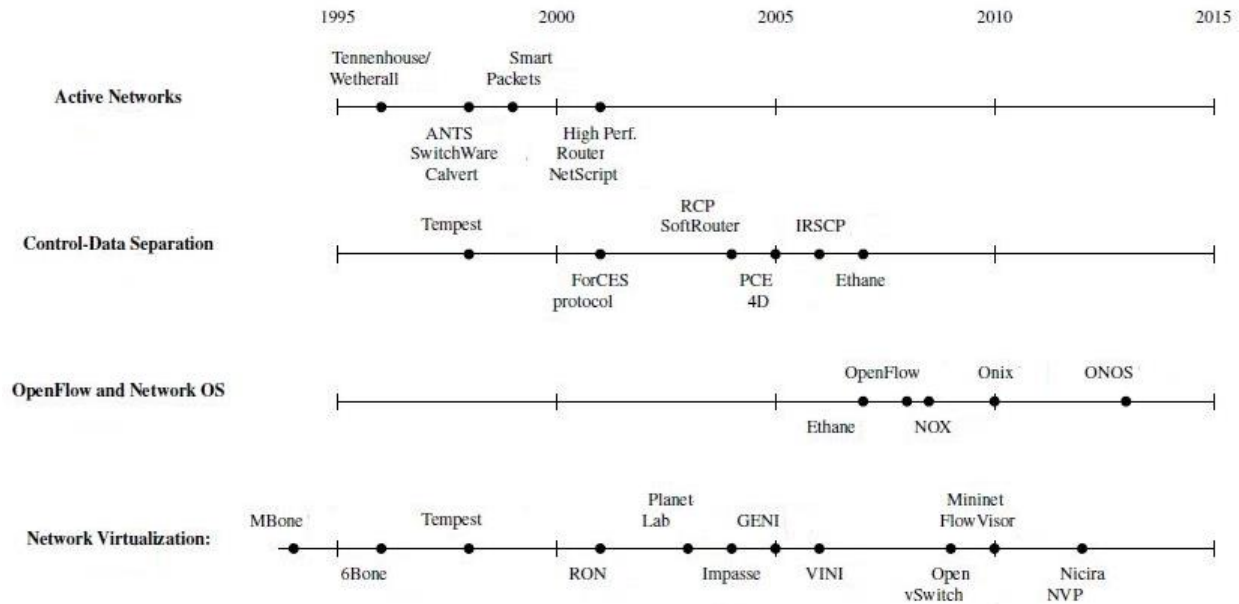 1995 2000 2005 2010 2015
Tennenhouse/ Smart
Wetherall Packets
Active Networks
ANTS High Perf.
SwitchWare Router
Calvert NetScript
RCP
Tempest SoftRouter IRSCP
Control-Data Separation
ForCES PCE Ethane
protocol 4D
OpenFlow Onix ONOS
OpenFlow and Network OS
Ethane NOX
Planet Mininet
MBone Tempest Lab GENI FlowVisor
Network Virtualization:
6Bone RON Impasse VINI Open Nicira
vSwitch NVP